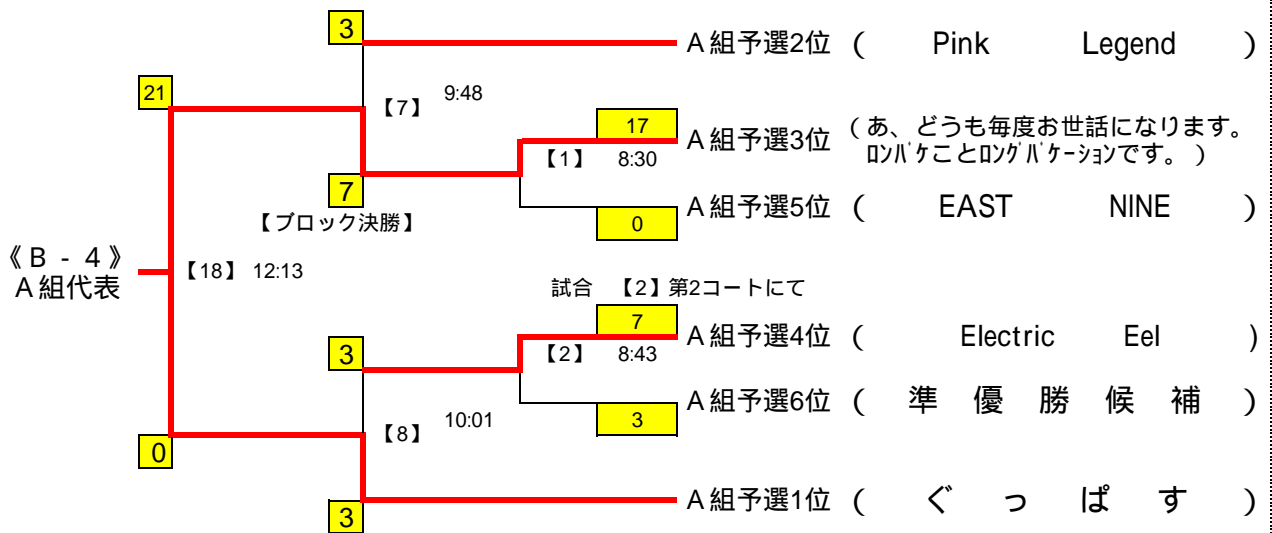 3
A組予選2位 ( Pink Legend )
21
【7】 9:48
17
A組予選3位 (あ、どうも毎度お世話になります。
ﾛﾝﾊﾞｹことﾛﾝｸﾞﾊﾞｹｰｼｮﾝです。)
【1】 8:30
7
【ブロック決勝】
0
A組予選5位 ( EAST NINE )
《B-4》
A組代表
【18】 12:13
試合 【2】第2コートにて
7
A組予選4位 ( Electric Eel )
3
【2】 8:43
A組予選6位 ( 準優勝候補 )
3
【8】 10:01
0
A組予選1位 ( ぐっぱす )
3